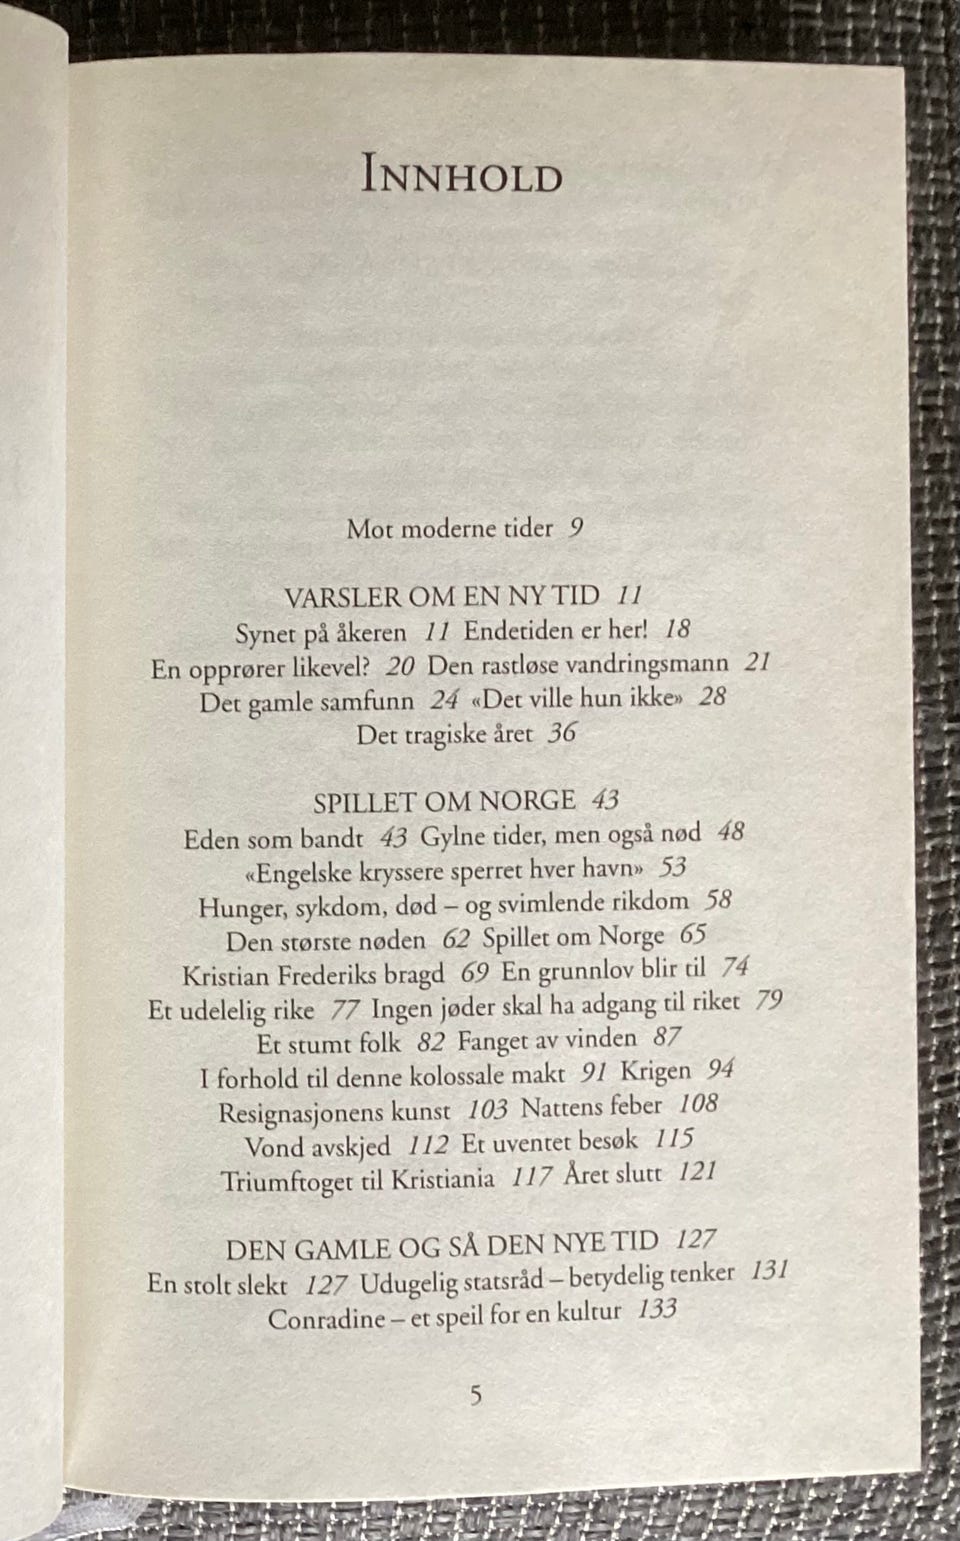 INNHOLD
Mot moderne tider 9
VARSLER OM EN NY TID 11
Synet på åkeren 11 Endetiden er her! 18
En opprører likevel? 20 Den rastløse vandringsmann 21
Det gamle samfunn 24 «Det ville hun ikke» 28
Det tragiske året 36
SPILLET OM NORGE 43
Eden som bandt 43 Gylne tider, men også nød 48
«Engelske kryssere sperret hver havn» 53
Hunger, sykdom, død – og svimlende rikdom 58
Den største nøden 62 Spillet om Norge 65
Kristian Frederiks bragd 69 En grunnlov blir til 74
Et udelelig rike 77 Ingen jøder skal ha adgang til riket 79
Et stumt folk 82 Fanget av vinden 87
I forhold til denne kolossale makt 91 Krigen 94
Resignasjonens kunst 103 Nattens feber 108
Vond avskjed 112 Et uventet besøk 115
Triumftoget til Kristiania 117 Året slutt 121
DEN GAMLE OG SÅ DEN NYE TID 127
En stolt slekt 127 Udugelig statsråd – betydelig tenker 131
Conradine – et speil for en kultur 133
5